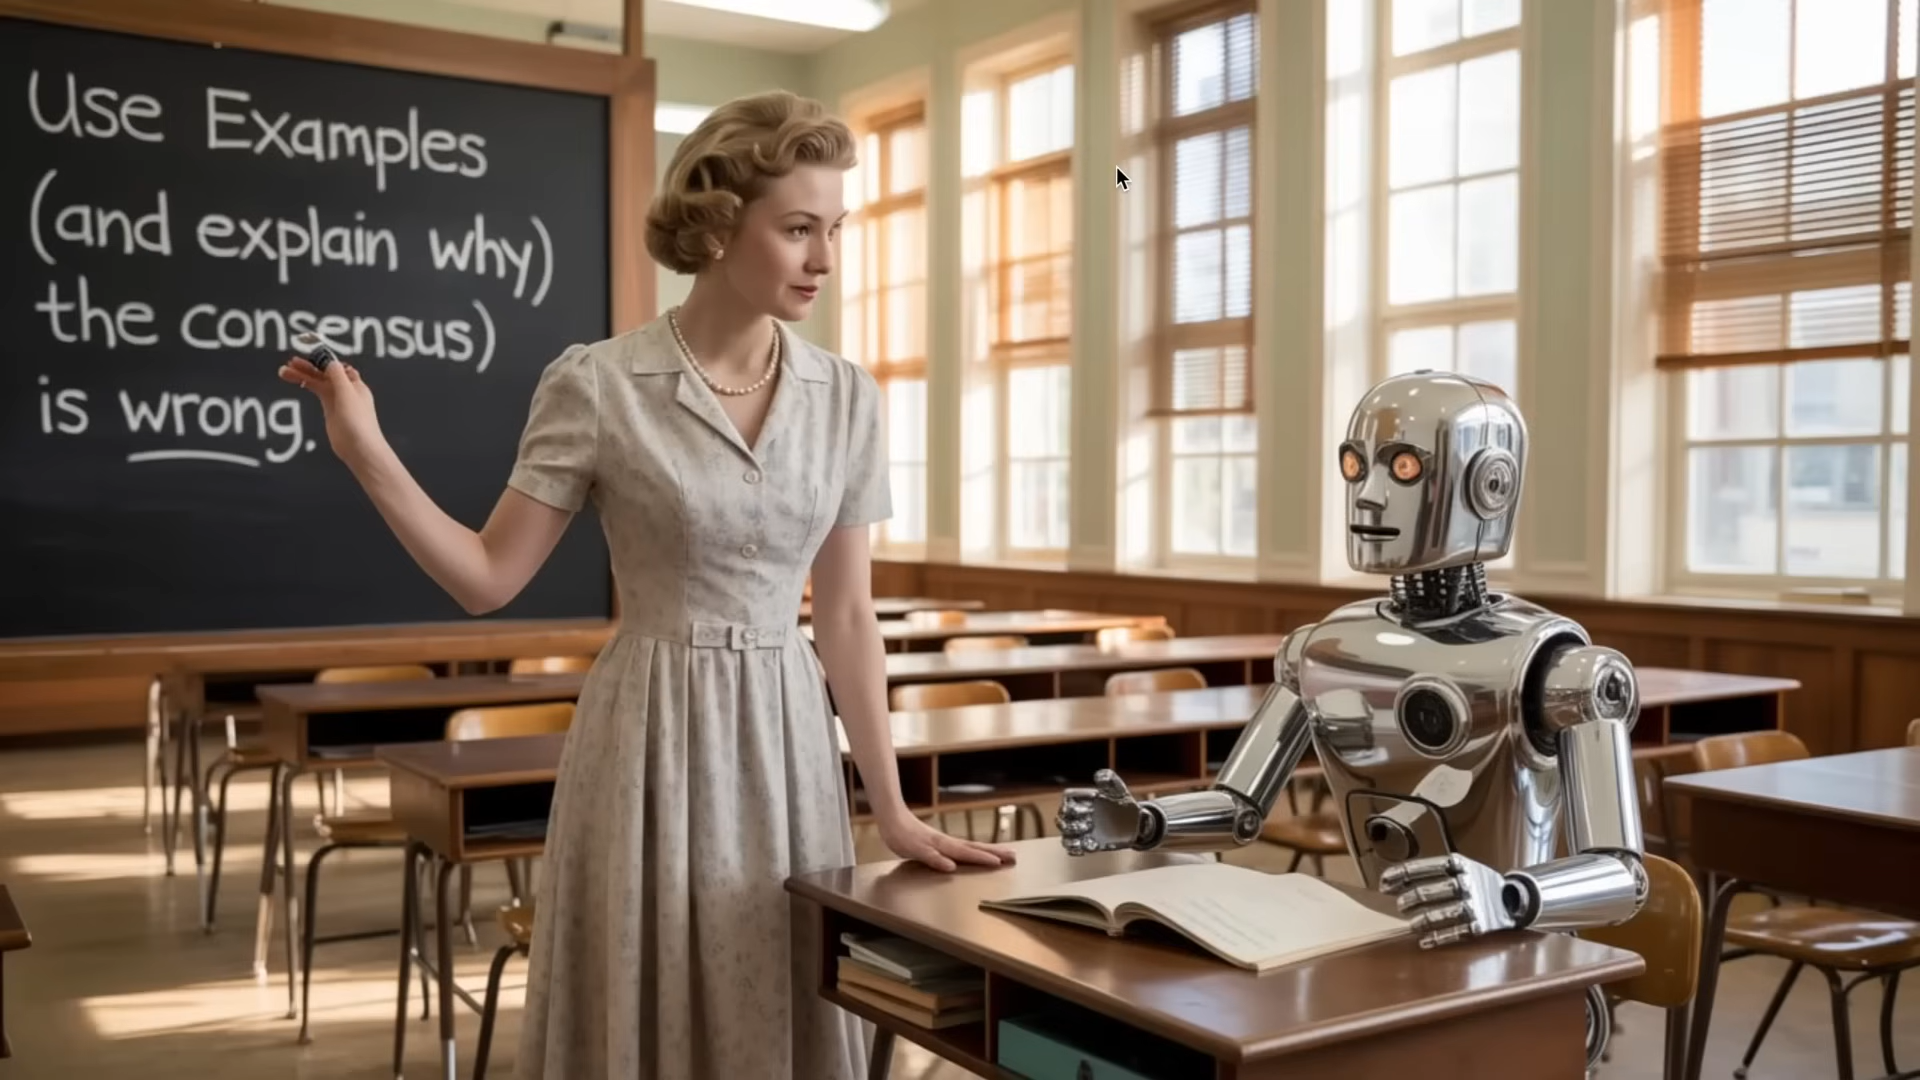 Use Examples
(and explain why)
the consensus)
is wrong.